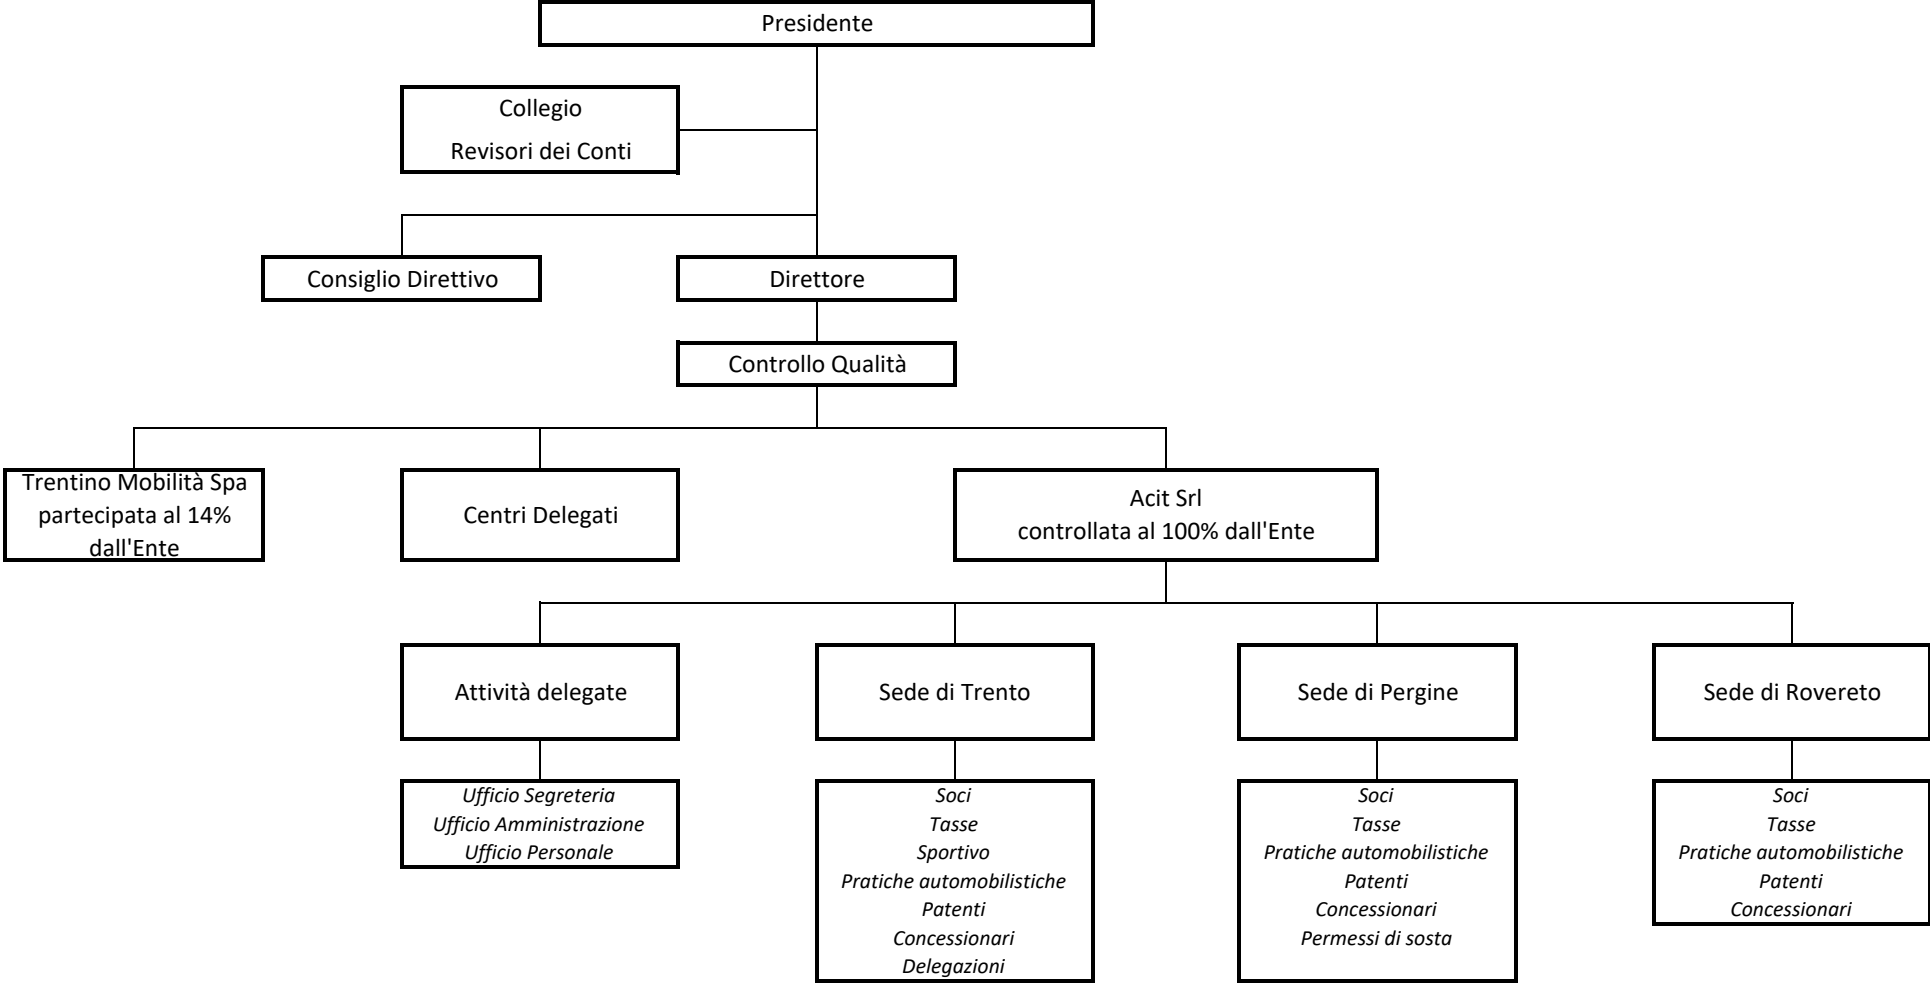 Presidente
Collegio
Revisori dei Conti
Consiglio Direttivo
Direttore
Controllo Qualità
Trentino Mobilità Spa
partecipata al 14%
dall'Ente
Centri Delegati
Acit Srl
controllata al 100% dall'Ente
Attività delegate
Sede di Trento
Sede di Pergine
Sede di Rovereto
Ufficio Segreteria
Ufficio Amministrazione
Ufficio Personale
Soci
Tasse
Sportivo
Pratiche automobilistiche
Patenti
Concessionari
Delegazioni
Soci
Tasse
Pratiche automobilistiche
Patenti
Concessionari
Permessi di sosta
Soci
Tasse
Pratiche automobilistiche
Patenti
Concessionari